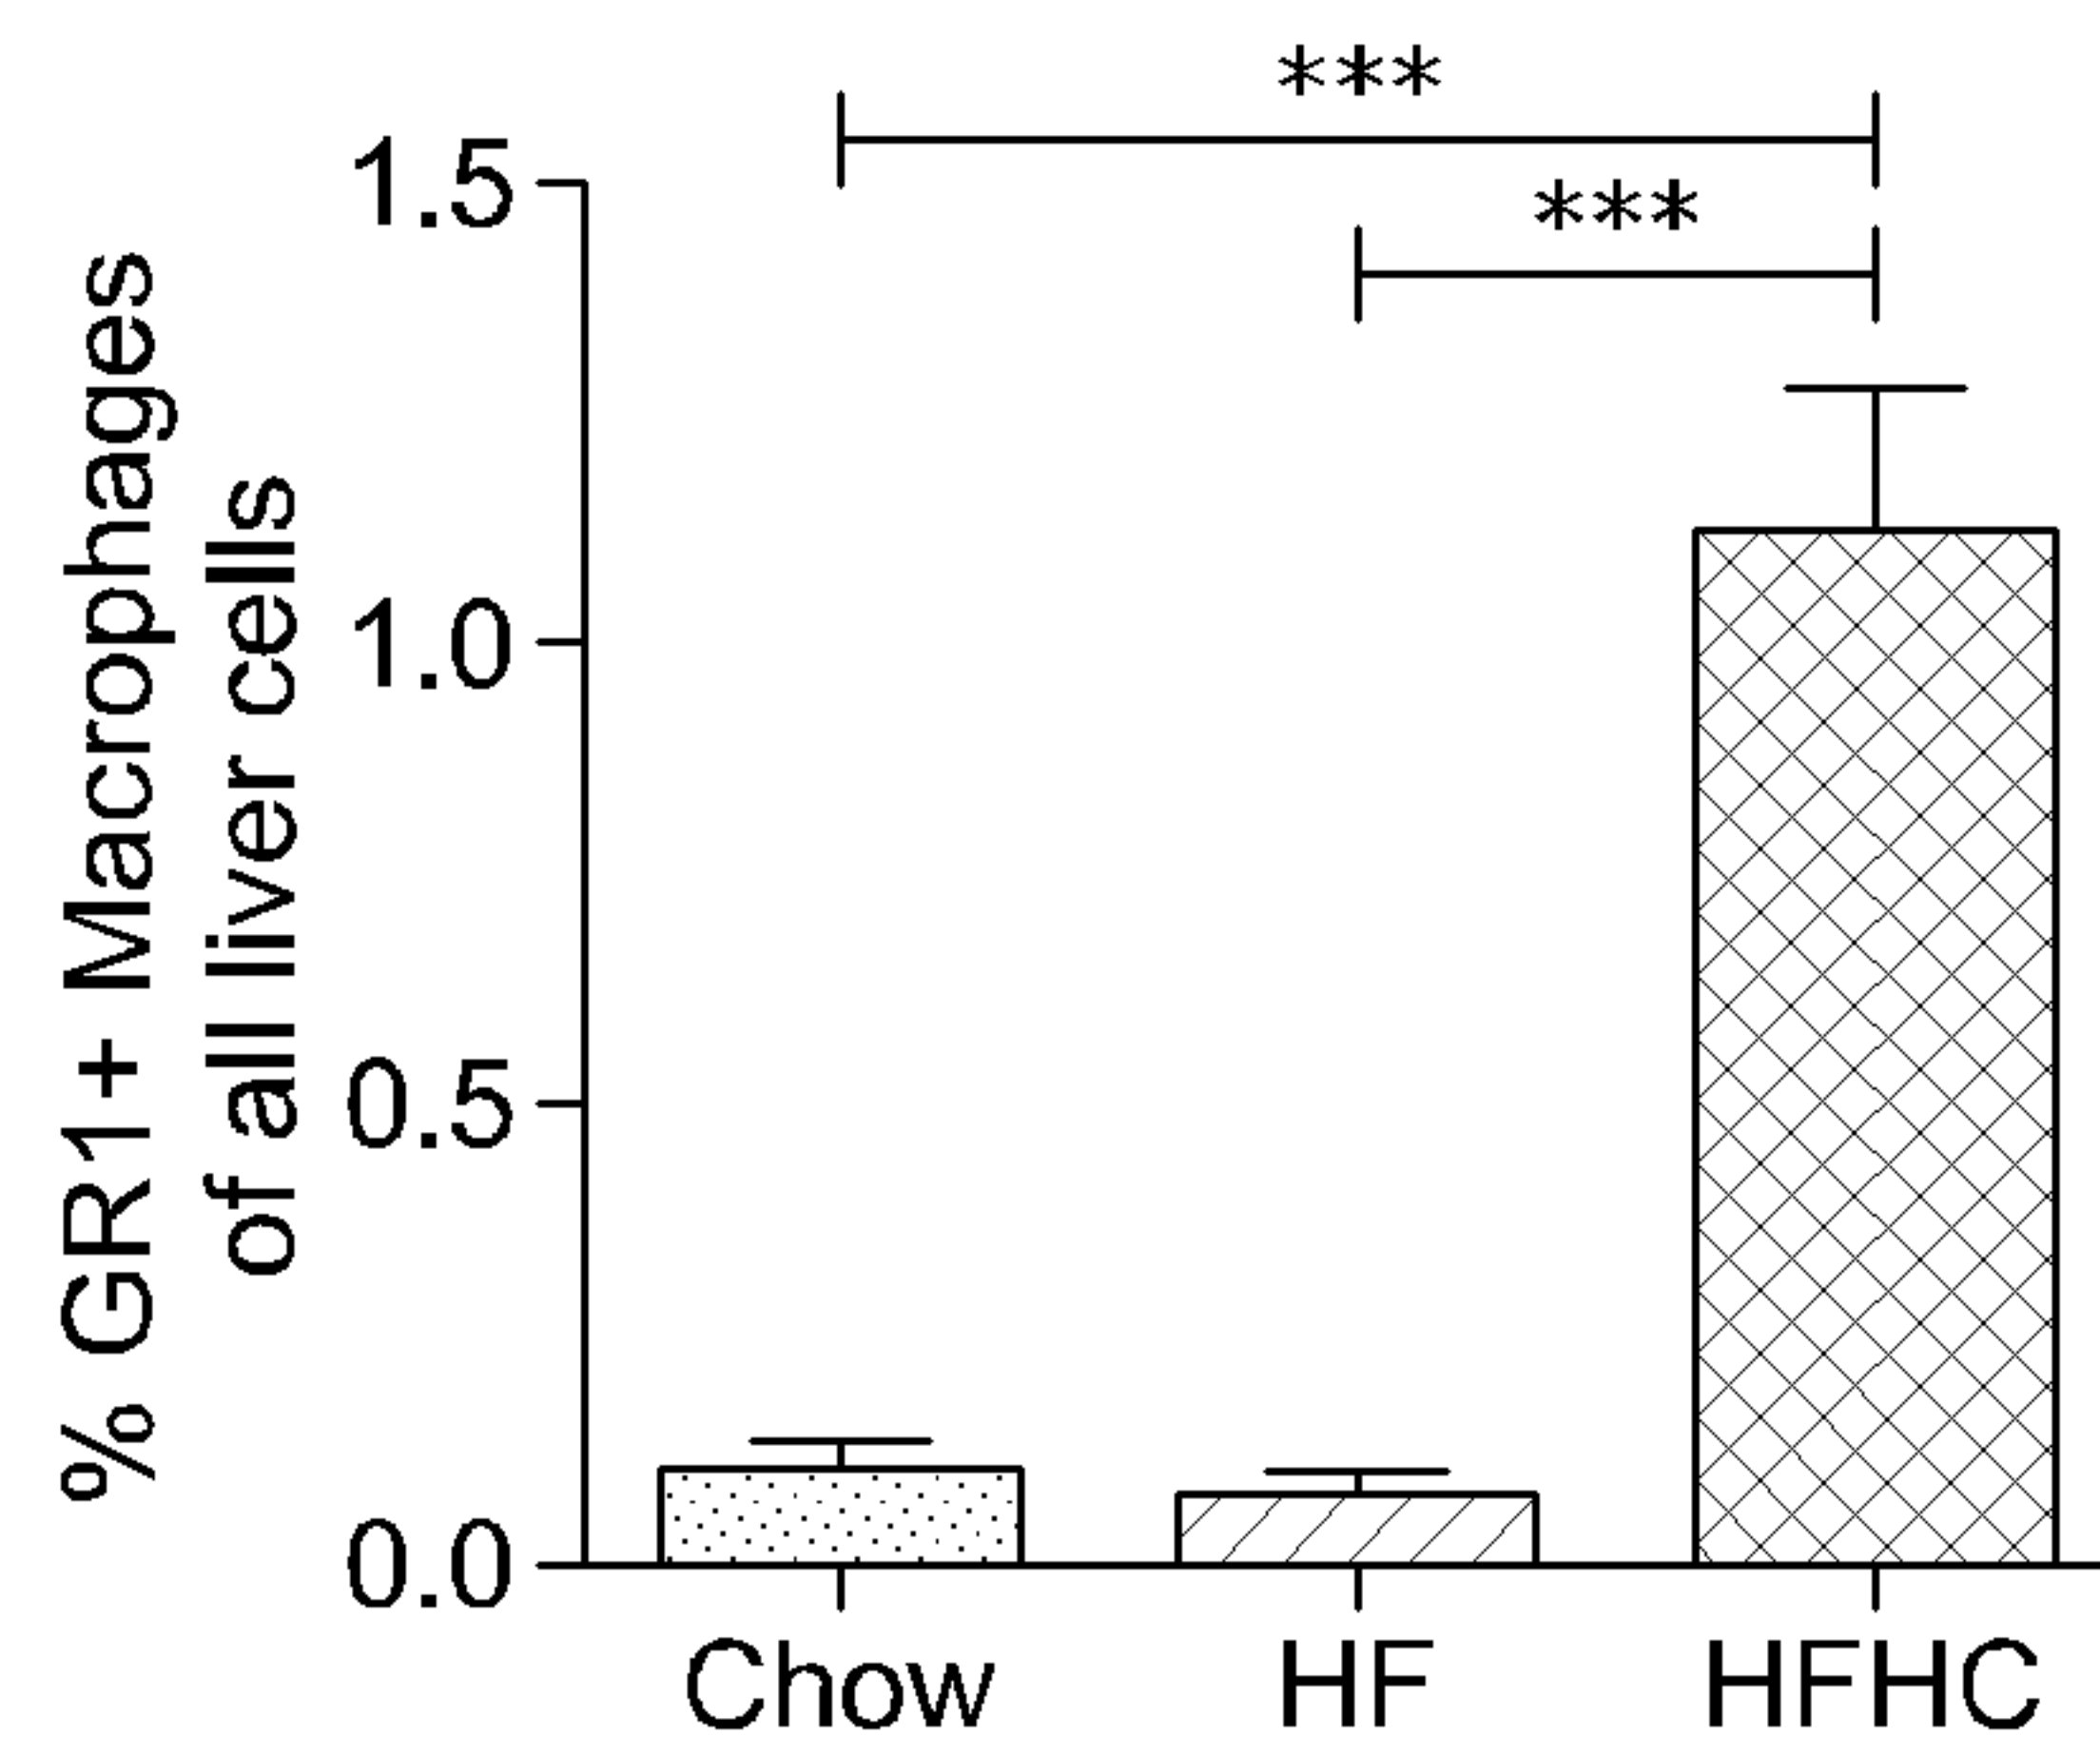 % GR1+ Macrophages
of all liver cells
***
***
1.5
1.0
0.5
0.0
Chow HF HFHC